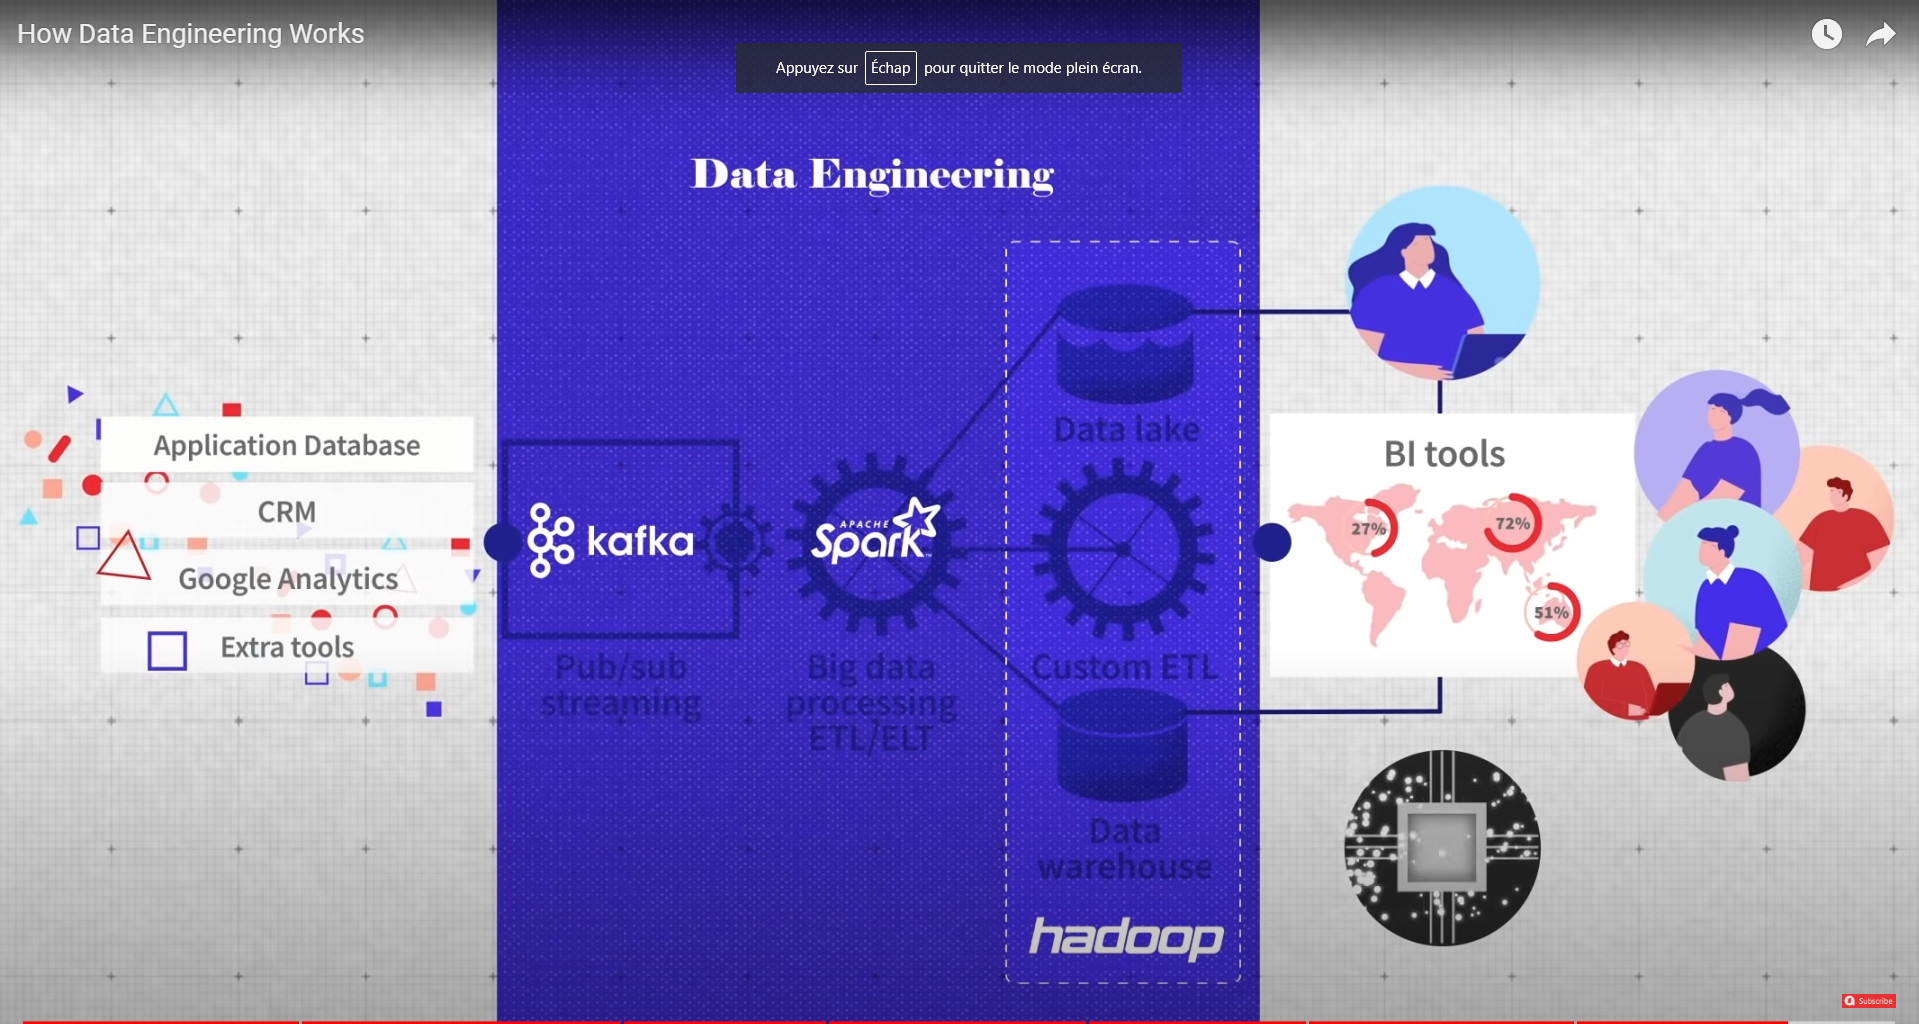 How Data Engineering Works
Appuyez sur Échap pour quitter le mode plein écran.
Data Engineering
Application Database
CRM
Google Analytics
Extra tools
kafka
Pub/sub
streaming
APACHE
Spark™
Big data
processing
ETL/ELT
Data lake
Custom ETL
Data
warehouse
hadoop
BI tools
27%
72%
51%
Subscribe